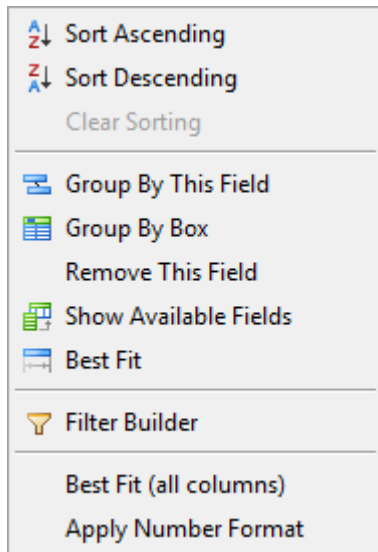 Sort Ascending
Sort Descending
Clear Sorting
Group By This Field
Group By Box
Remove This Field
Show Available Fields
Best Fit
Filter Builder
Best Fit (all columns)
Apply Number Format